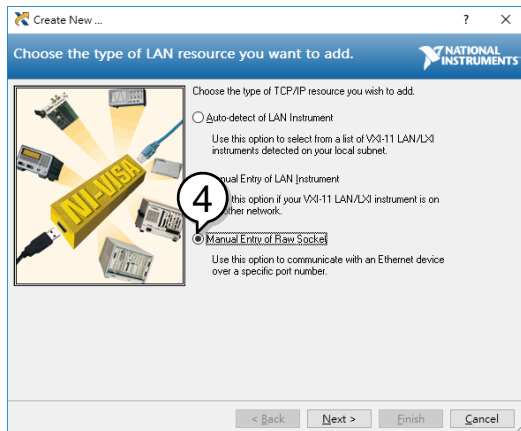 Create New ...
? ×
Choose the type of LAN resource you want to add.
NATIONAL
INSTRUMENTS
NI-VISA
Choose the type of TCP/IP resource you wish to add.
Auto-detect of LAN Instrument
Use this option to select from a list of VXI-11 LAN/LXI
instruments detected on your local subnet.
Entry of LAN Instrument
this option if your VXI-11 LAN/LXI instrument is on
network.
4
Manual Entry of Raw Socket
Use this option to communicate with an Ethernet device
over a specific port number.
< Back Next > Finish Cancel